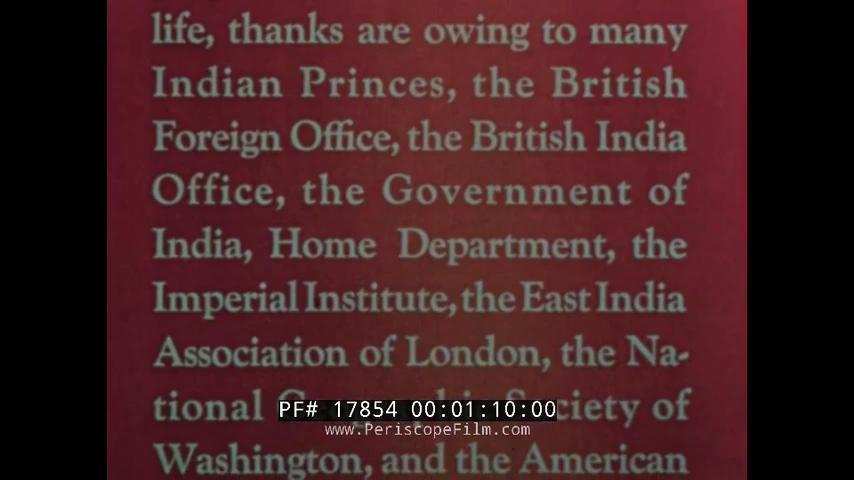 life, thanks are owing to many
Indian Princes, the British
Foreign Office, the British India
Office, the Government of
India, Home Department, the
Imperial Institute, the East India
Association of London, the Na-
tional Geographic Society of
PF# 17854 00:01:10:00
www.PeriscopeFilm.com
Washington, and the American